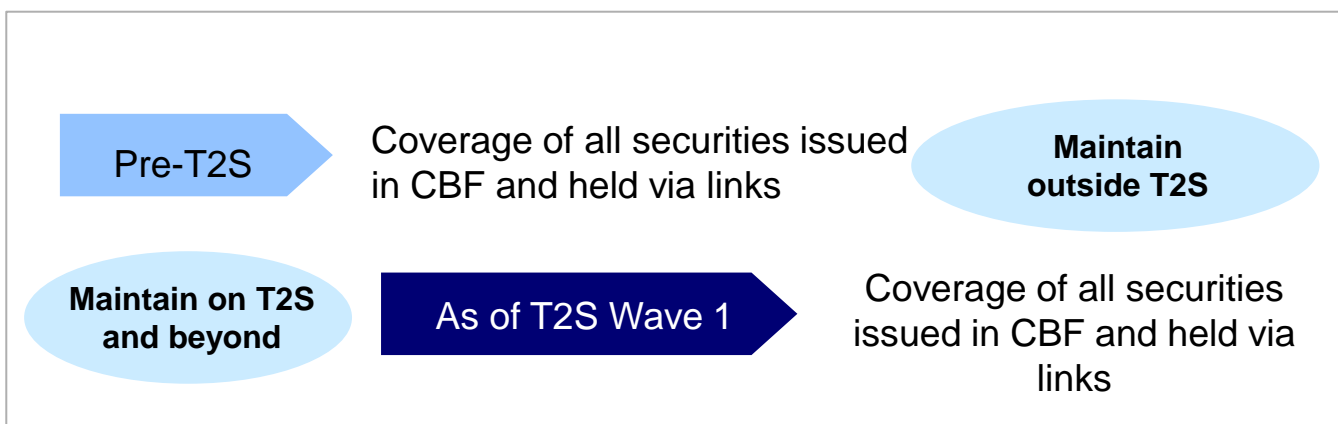 Pre-T2S
Coverage of all securities issued
in CBF and held via links
Maintain
outside T2S
Maintain on T2S
and beyond
As of T2S Wave 1
Coverage of all securities
issued in CBF and held via
links